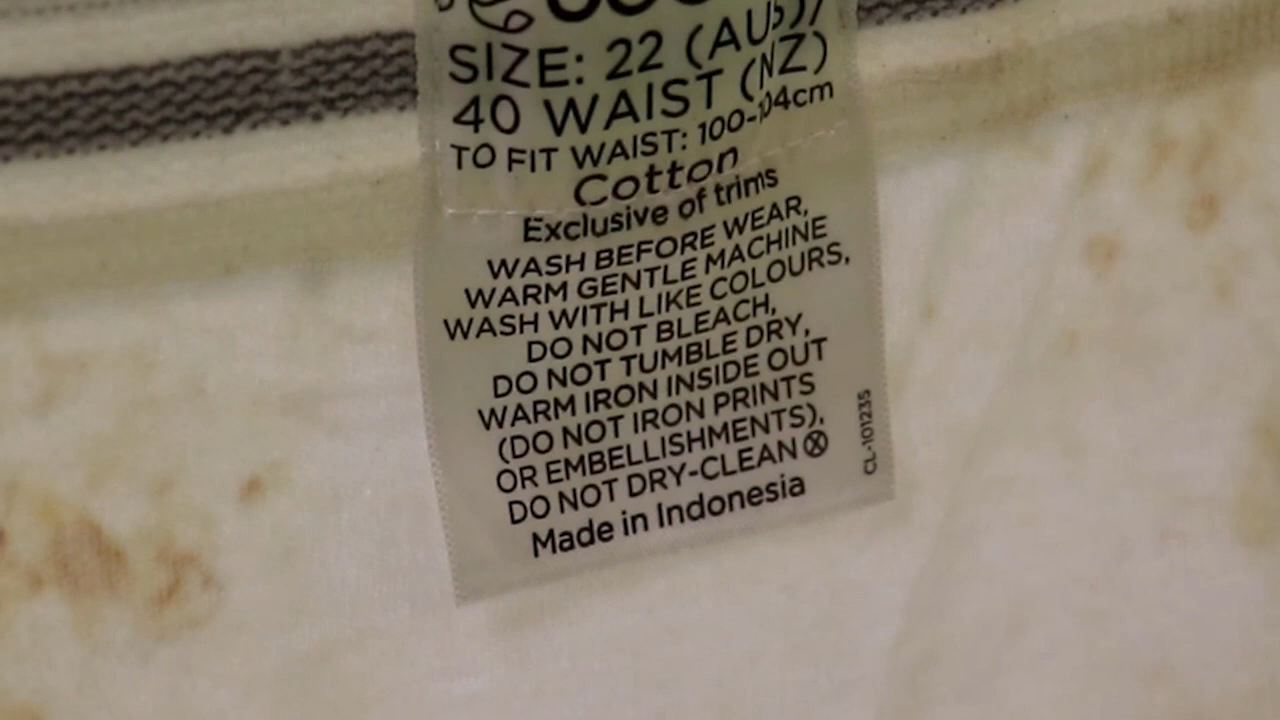 SIZE: 22 (AUS)/
40 WAIST (NZ)
TO FIT WAIST: 100-104cm
Cotton
Exclusive of trims
WASH BEFORE WEAR,
WARM GENTLE MACHINE
WASH WITH LIKE COLOURS,
DO NOT BLEACH,
DO NOT TUMBLE DRY,
WARM IRON INSIDE OUT
(DO NOT IRON PRINTS
OR EMBELLISHMENTS),
DO NOT DRY-CLEAN
Made in Indonesia
CL-101235